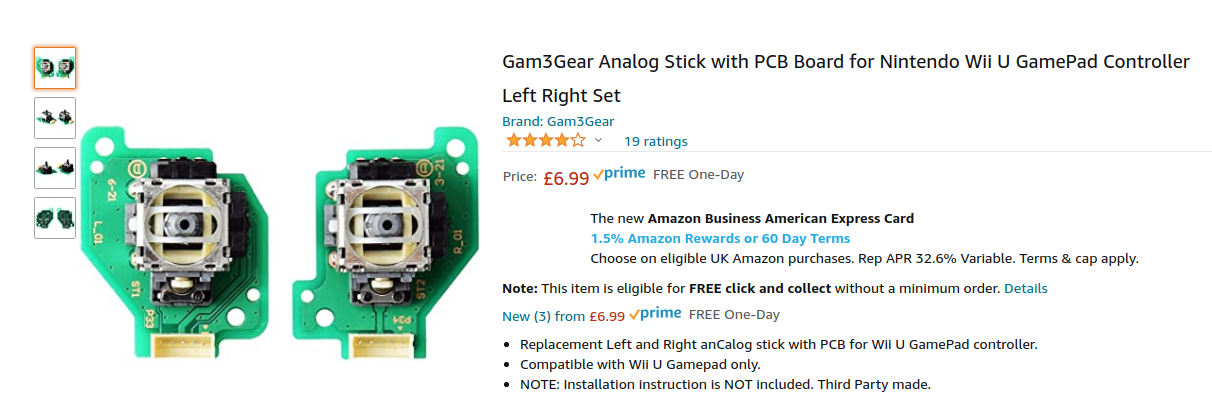 Gam3Gear Analog Stick with PCB Board for Nintendo Wii U GamePad Controller
Left Right Set
Brand: Gam3Gear
19 ratings
Price: £6.99 prime FREE One-Day
The new Amazon Business American Express Card
1.5% Amazon Rewards or 60 Day Terms
Choose on eligible UK Amazon purchases. Rep APR 32.6% Variable. Terms & cap apply.
Note: This item is eligible for FREE click and collect without a minimum order. Details
New (3) from £6.99 prime FREE One-Day
Replacement Left and Right anCalog stick with PCB for Wii U GamePad controller.
Compatible with Wii U Gamepad only.
NOTE: Installation instruction is NOT included. Third Party made.
6-21
L_01
ST1
P33
3-21
R_01
ST2
P34